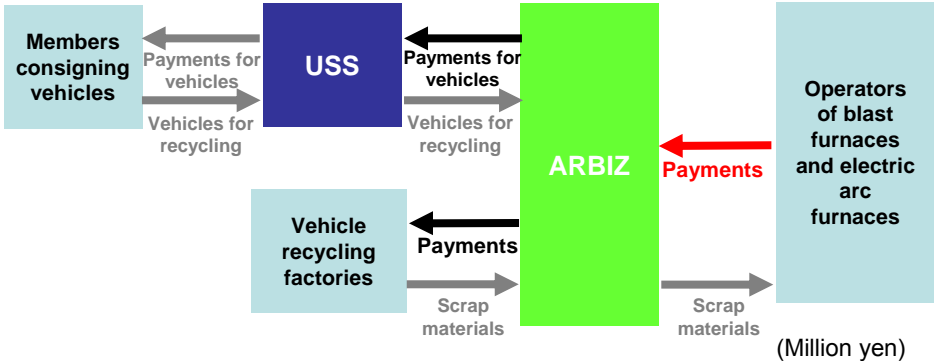 Members
consigning
vehicles
Payments for
vehicles
Vehicles for
recycling
USS
Payments for
vehicles
Vehicles for
recycling
ARBIZ
Payments
Operators
of blast
furnaces
and electric
arc
furnaces
Vehicle
recycling
factories
Payments
Scrap
materials
Scrap
materials
(Million yen)